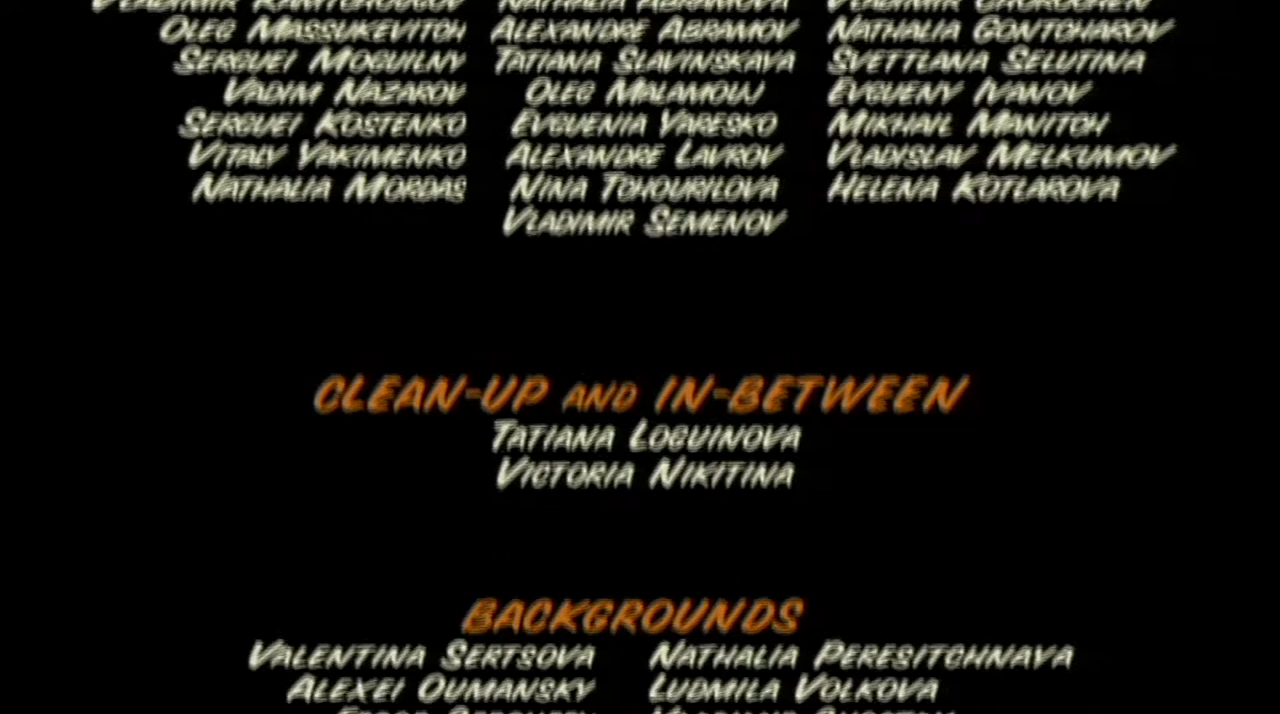 Oleg Massukevitch Alexandre Abramov Nathalia Gontcharov
Serguei Moguilny Tatiana Slavinskaya Svettlana Selutina
Vadim Nazarov Oleg Malamouj Evgueny Ivanov
Serguei Kostenko Evguenia Yaresko Mikhail Manitch
Vitaly Yakimenko Alexandre Lavrov Vladislav Melkumov
Nathalia Mordas Nina Tchourilova Helena Kotlarova
Vladimir Semenov
CLEAN-UP AND IN-BETWEEN
Tatiana Loguinova
Victoria Nikitina
BACKGROUNDS
Valentina Sertsova Nathalia Peresitchnaya
Alexei Oumansky Ludmila Volkova